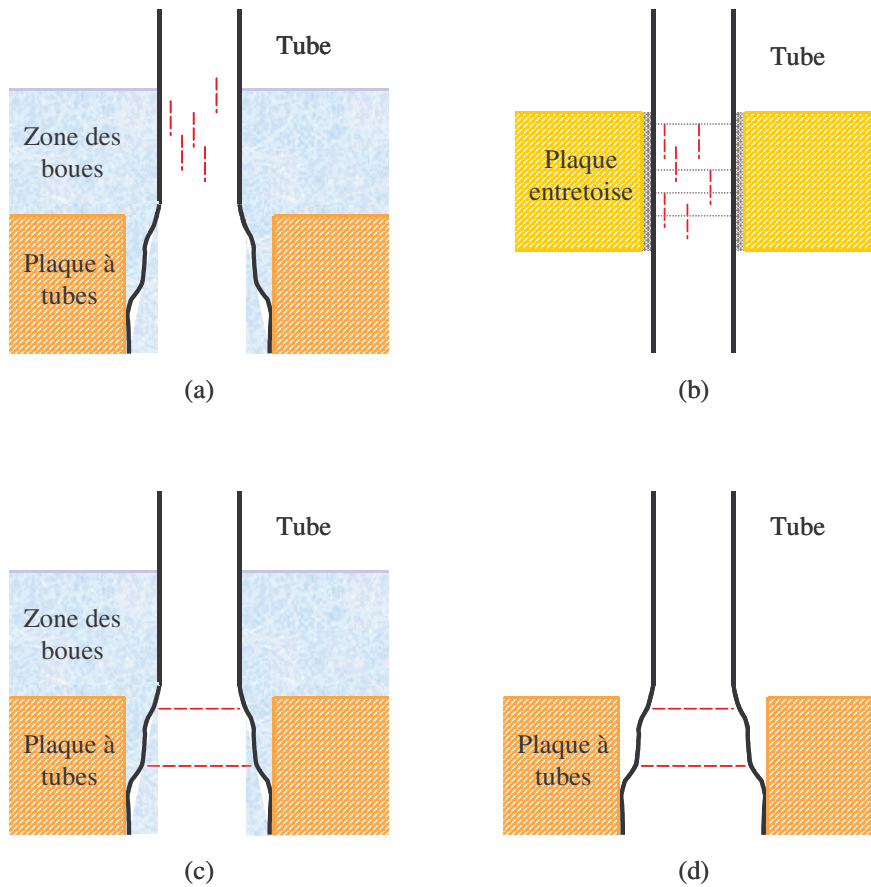 Tube
Zone des
boues
Plaque à
tubes
(a)
Tube
Plaque
entretoise
(b)
Tube
Zone des
boues
Plaque à
tubes
(c)
Tube
Plaque à
tubes
(d)